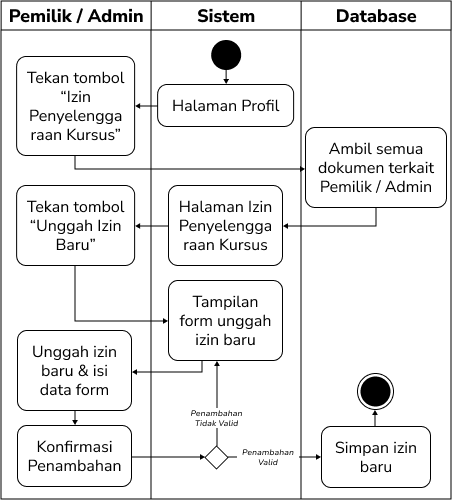 Pemilik / Admin
Sistem
Database
Tekan tombol
“Izin
Penyelengga
raan Kursus”
Halaman Profil
Ambil semua
dokumen terkait
Pemilik / Admin
Tekan tombol
“Unggah Izin
Baru”
Halaman Izin
Penyelengga
raan Kursus
Tampilan
form unggah
izin baru
Unggah izin
baru & isi
data form
Konfirmasi
Penambahan
Penambahan
Tidak Valid
Penambahan
Valid
Simpan izin
baru